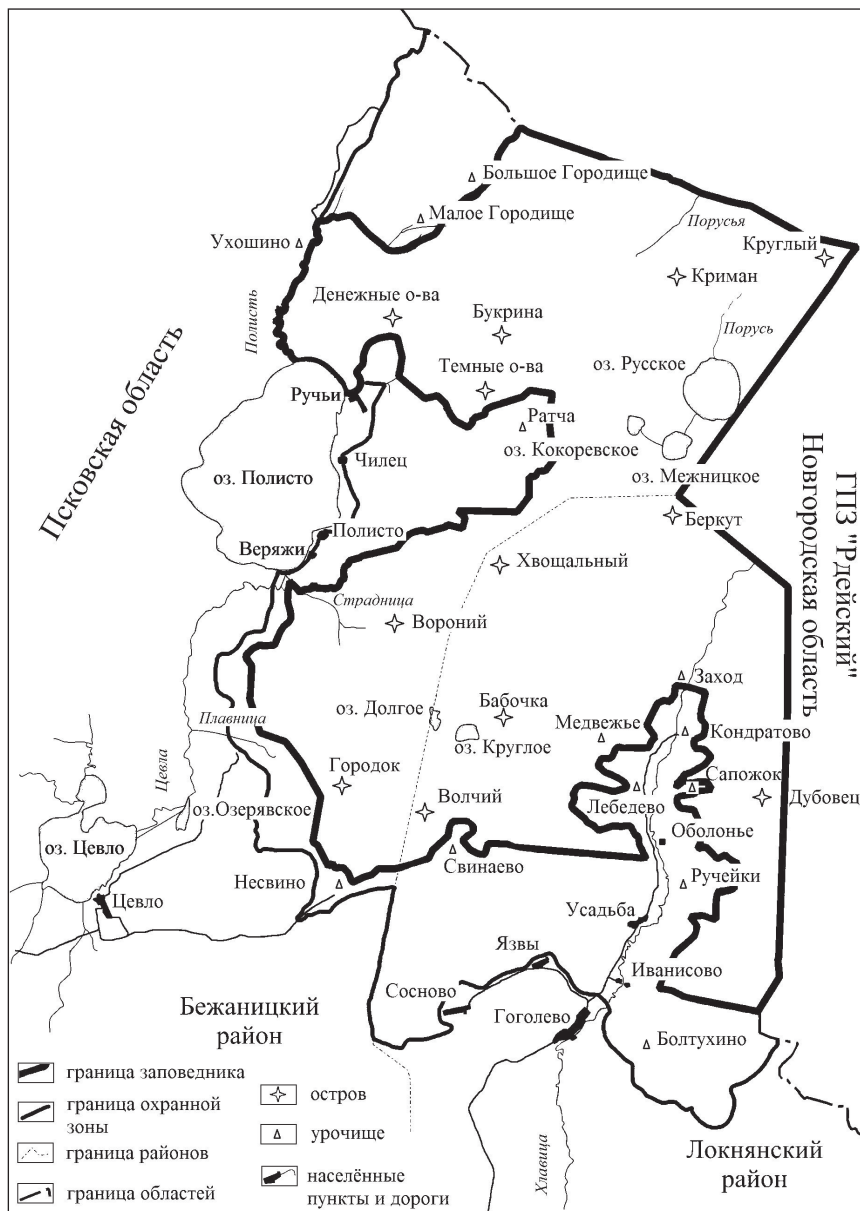 Большое Городище
Малое Городище
Порусья
Ухошино
Круглый
Криман
Денежные о-ва
Букрина
Полисть
Порусь
Темные о-ва
оз. Русское
Ручьи
Ратча
оз. Кокоревское
Чилец
оз. Полисто
оз. Межницкое
Псковская область
ГПЗ "Рдейский"
Новгородская область
Беркут
Полисто
Веряжи
Хвощальный
Страдница
Вороний
Заход
оз. Долгое
Бабочка
Медвежье
Плавница
оз. Круглое
Кондратово
Цевла
Городок
Сапожок
Волчий
Лебедево
Дубовец
оз.Озерявское
Оболонье
оз. Цевло
Свинаево
Несвино
Ручейки
Цевло
Усадьба
Язвы
Иванисово
Сосново
Гоголево
Бежаницкий
район
Болтухино
Хлавица
Локнянский
район
граница заповедника
граница охранной
зоны
граница районов
граница областей
остров
урочище
населённые
пункты и дороги